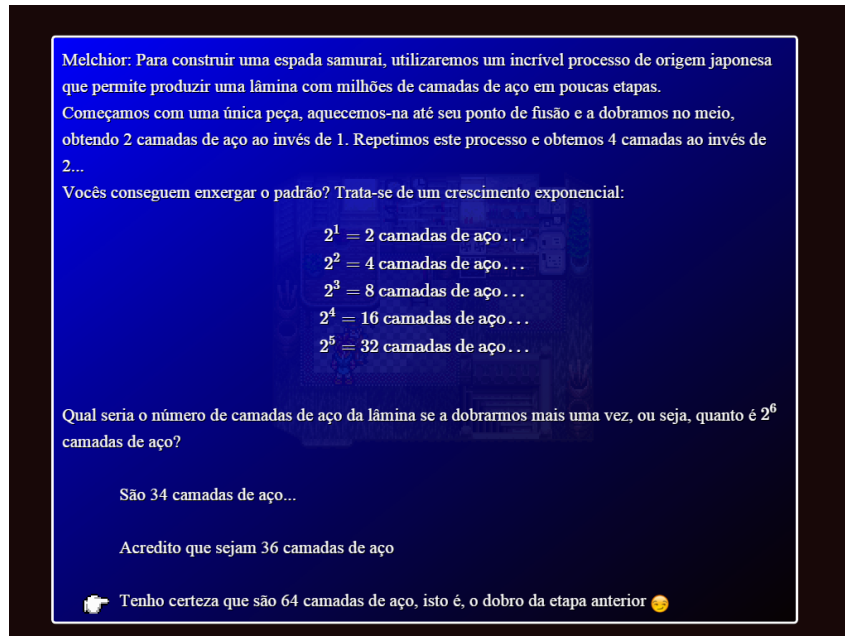 Melchior: Para construir uma espada samurai, utilizaremos um incrível processo de origem japonesa
que permite produzir uma lâmina com milhões de camadas de aço em poucas etapas.
Começamos com uma única peça, aquecemos-na até seu ponto de fusão e a dobramos no meio,
obtendo 2 camadas de aço ao invés de 1. Repetimos este processo e obtemos 4 camadas ao invés de
2...
Vocês conseguem enxergar o padrão? Trata-se de um crescimento exponencial:
2¹ = 2 camadas de aço...
2² = 4 camadas de aço...
2³ = 8 camadas de aço...
2⁴ = 16 camadas de aço...
2⁵ = 32 camadas de aço...
Qual seria o número de camadas de aço da lâmina se a dobrarmos mais uma vez, ou seja, quanto é 2⁶
camadas de aço?
São 34 camadas de aço...
Acredito que sejam 36 camadas de aço
Tenho certeza que são 64 camadas de aço, isto é, o dobro da etapa anterior 😏